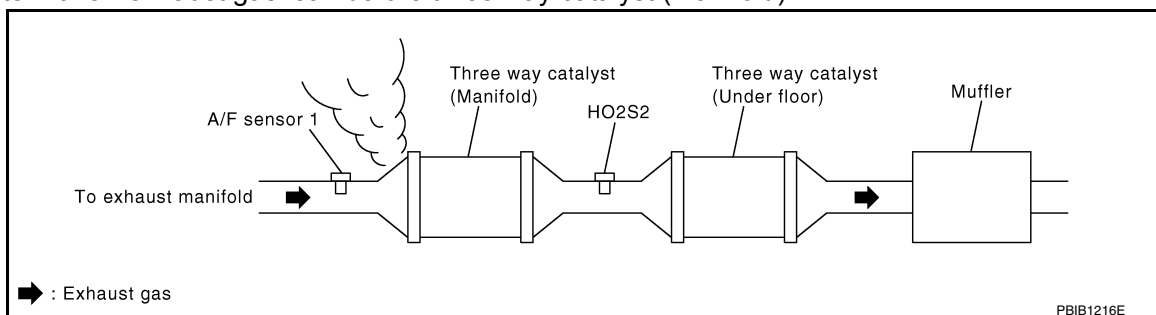 Three way catalyst
(Manifold)
Three way catalyst
(Under floor)
Muffler
HO2S2
A/F sensor 1
To exhaust manifold
: Exhaust gas
PBIB1216E